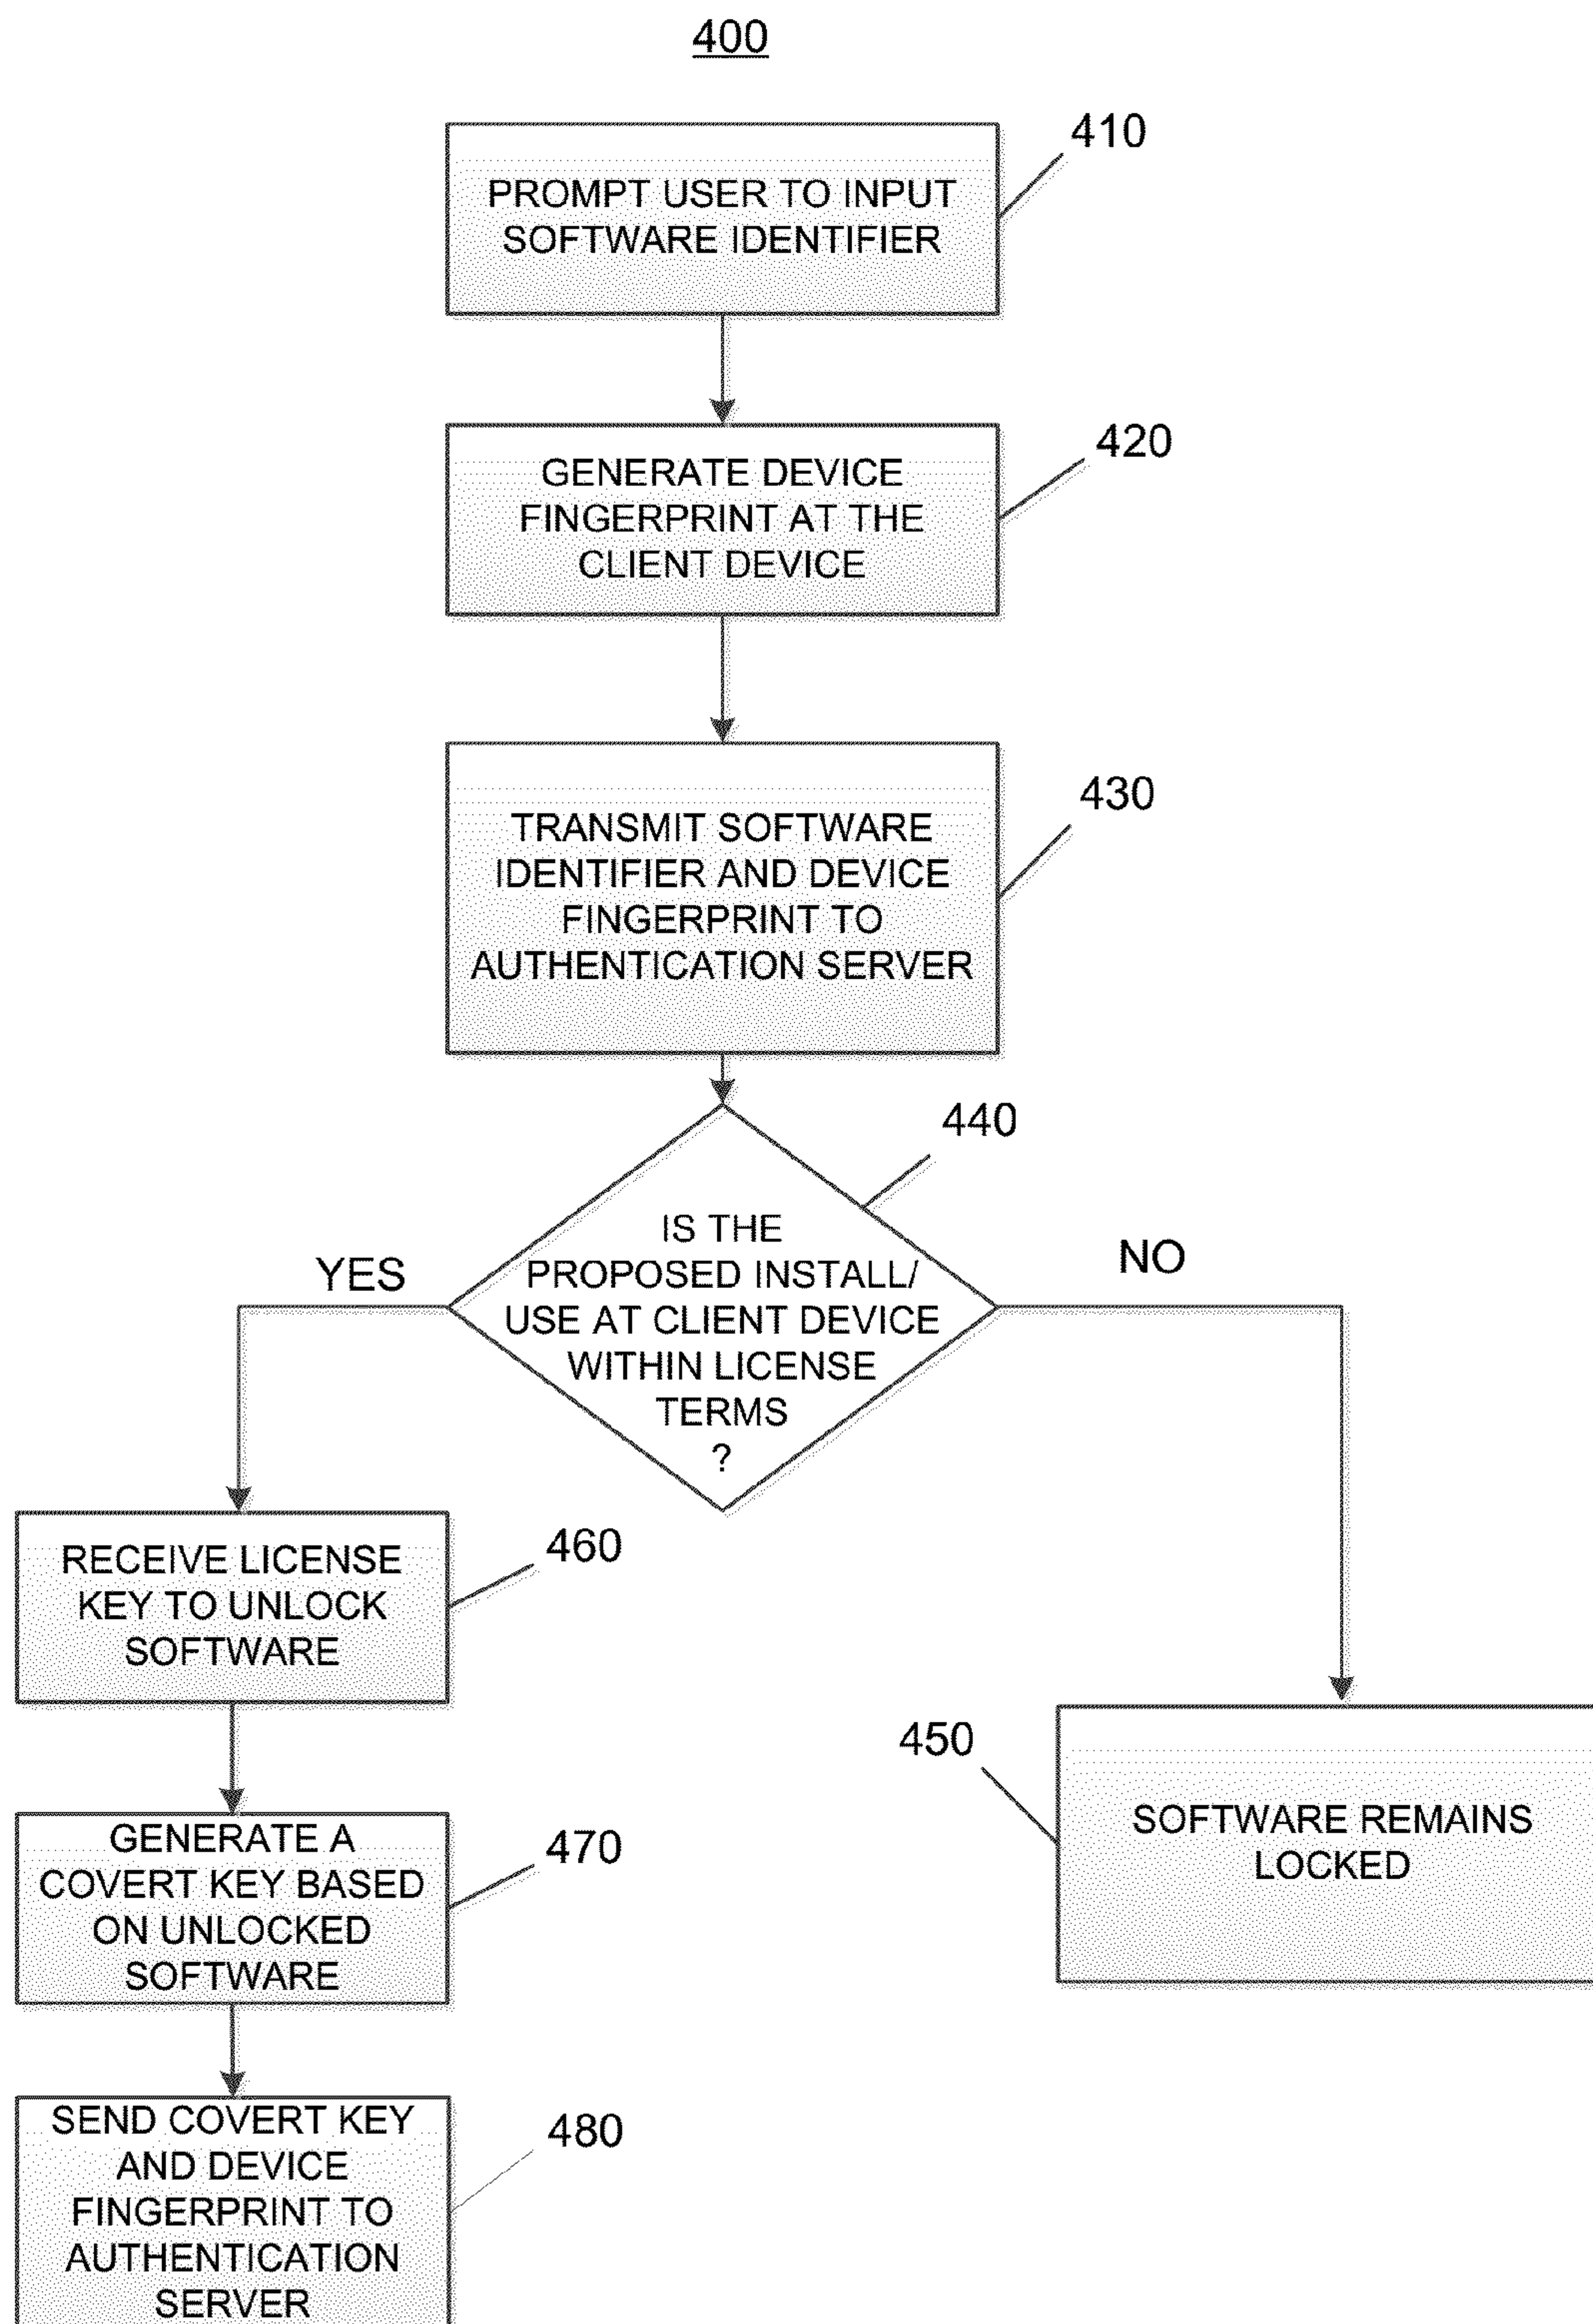 400
410
PROMPT USER TO INPUT
SOFTWARE IDENTIFIER
420
GENERATE DEVICE
FINGERPRINT AT THE
CLIENT DEVICE
430
TRANSMIT SOFTWARE
IDENTIFIER AND DEVICE
FINGERPRINT TO
AUTHENTICATION SERVER
440
IS THE
PROPOSED INSTALL/
USE AT CLIENT DEVICE
WITHIN LICENSE
TERMS
?
YES
NO
460
RECEIVE LICENSE
KEY TO UNLOCK
SOFTWARE
450
SOFTWARE REMAINS
LOCKED
470
GENERATE A
COVERT KEY BASED
ON UNLOCKED
SOFTWARE
480
SEND COVERT KEY
AND DEVICE
FINGERPRINT TO
AUTHENTICATION
SERVER